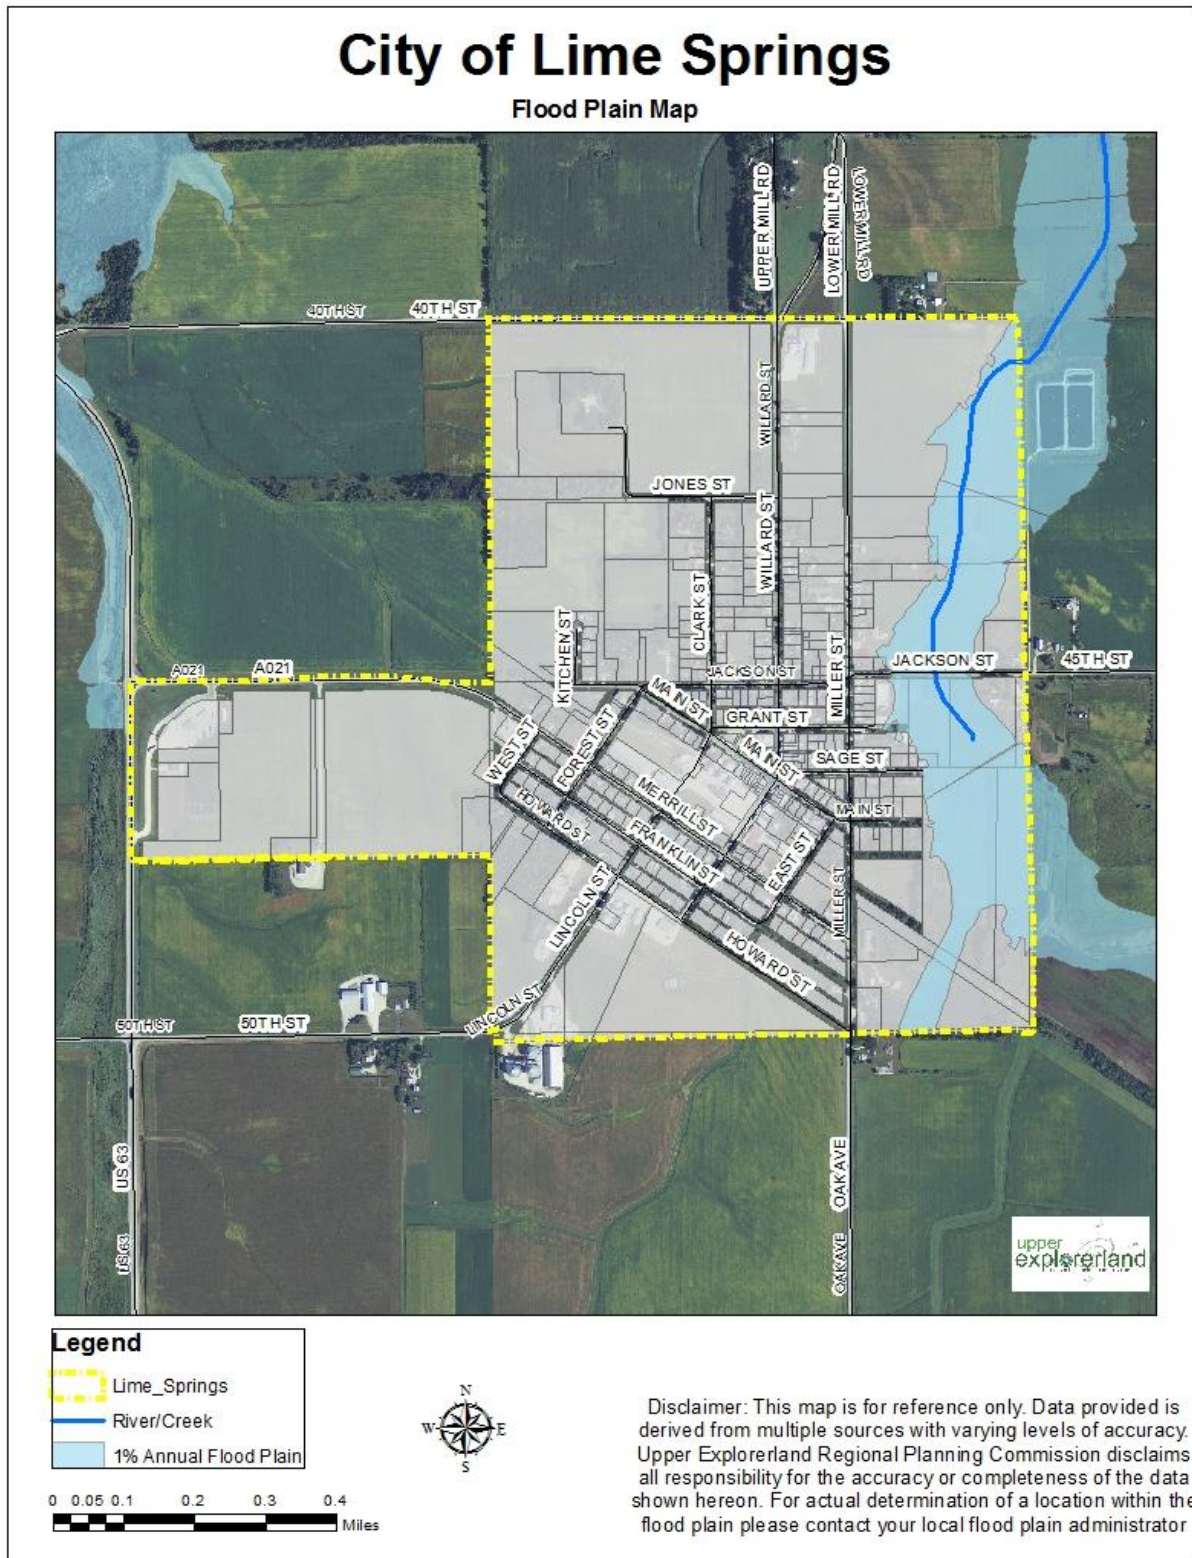 City of Lime Springs
Flood Plain Map
UPPER MILL RD
LOWER MILL RD
LOWER MILL RD
40TH ST
40TH ST
WILLARD ST
JONES ST
WILLARD ST
CLARK ST
KITCHEN ST
MILLER ST
A021
A021
JACKSON ST
JACKSON ST
45TH ST
MAIN ST
GRANT ST
FOREST ST
WEST ST
MAIN ST
SAGE ST
HOWARD ST
MERRILL ST
MAIN ST
FRANKLIN ST
EAST ST
LINCOLN ST
MILLER ST
HOWARD ST
LINCOLN ST
50TH ST
50TH ST
US 63
US 63
OAK AVE
OAK AVE
upper
explorerland
Legend
Lime_Springs
River/Creek
1% Annual Flood Plain
0 0.05 0.1 0.2 0.3 0.4
Miles
N
W E
S
Disclaimer: This map is for reference only. Data provided is
derived from multiple sources with varying levels of accuracy.
Upper Explorerland Regional Planning Commission disclaims
all responsibility for the accuracy or completeness of the data
shown hereon. For actual determination of a location within the
flood plain please contact your local flood plain administrator